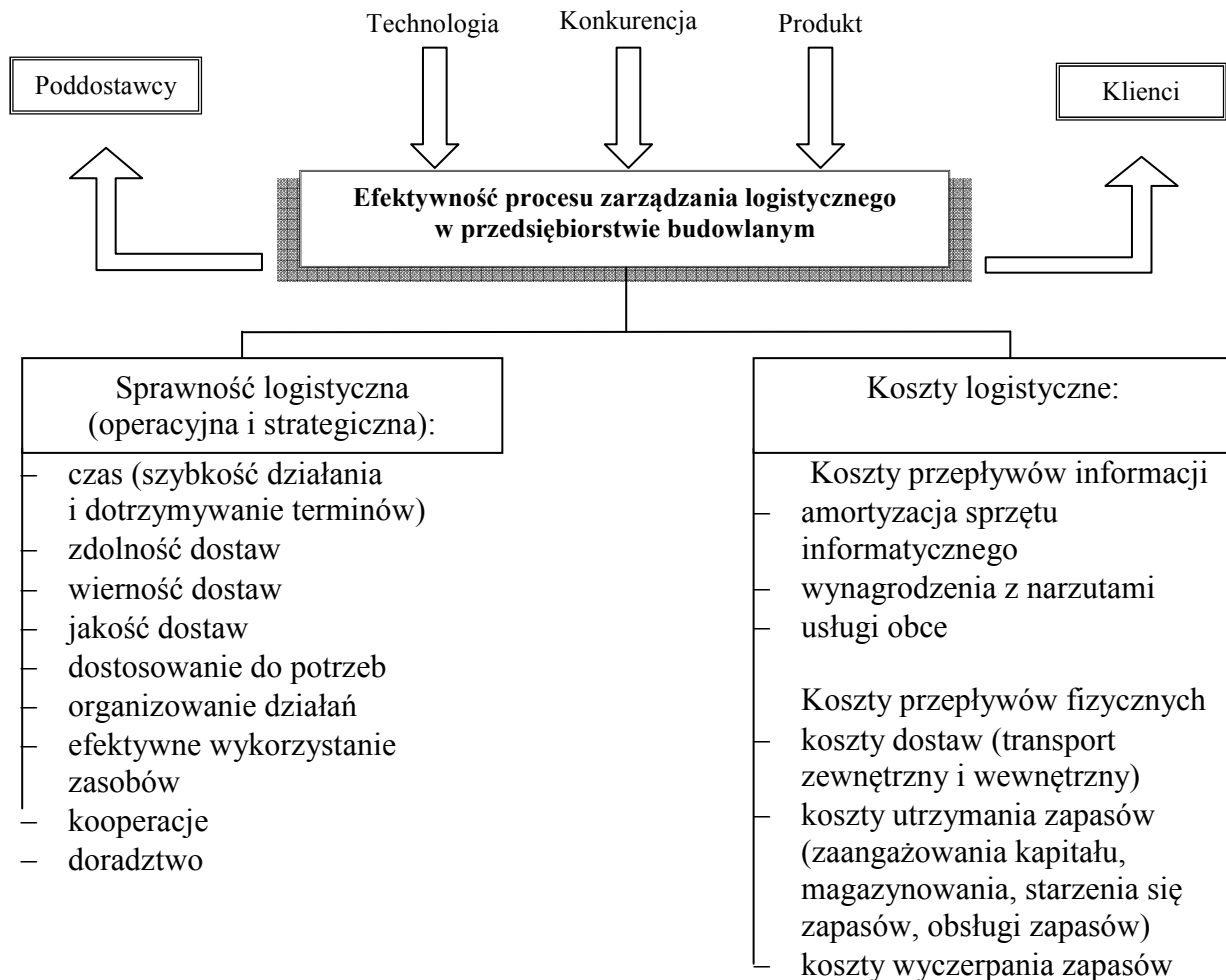 Technologia
Konkurencja
Produkt
Poddostawcy
Klienci
Efektywność procesu zarządzania logistycznego
w przedsiębiorstwie budowlanym
Sprawność logistyczna
(operacyjna i strategiczna):
– czas (szybkość działania
i dotrzymywanie terminów)
– zdolność dostaw
– wierność dostaw
– jakość dostaw
– dostosowanie do potrzeb
– organizowanie działań
– efektywne wykorzystanie
zasobów
– kooperacje
– doradztwo
Koszty logistyczne:
Koszty przepływów informacji
– amortyzacja sprzętu
informatycznego
– wynagrodzenia z narzutami
– usługi obce
Koszty przepływów fizycznych
– koszty dostaw (transport
zewnętrzny i wewnętrzny)
– koszty utrzymania zapasów
(zaangażowania kapitału,
magazynowania, starzenia się
zapasów, obsługi zapasów)
– koszty wyczerpania zapasów